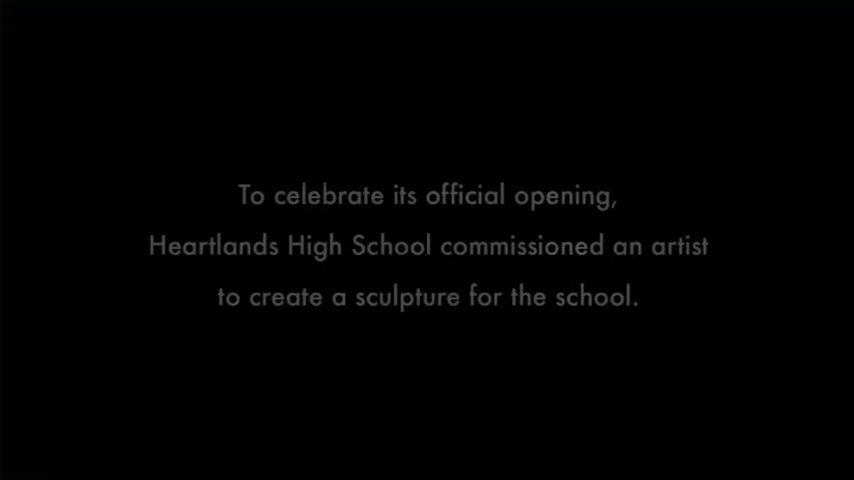 To celebrate its official opening,
Heartlands High School commissioned an artist
to create a sculpture for the school.